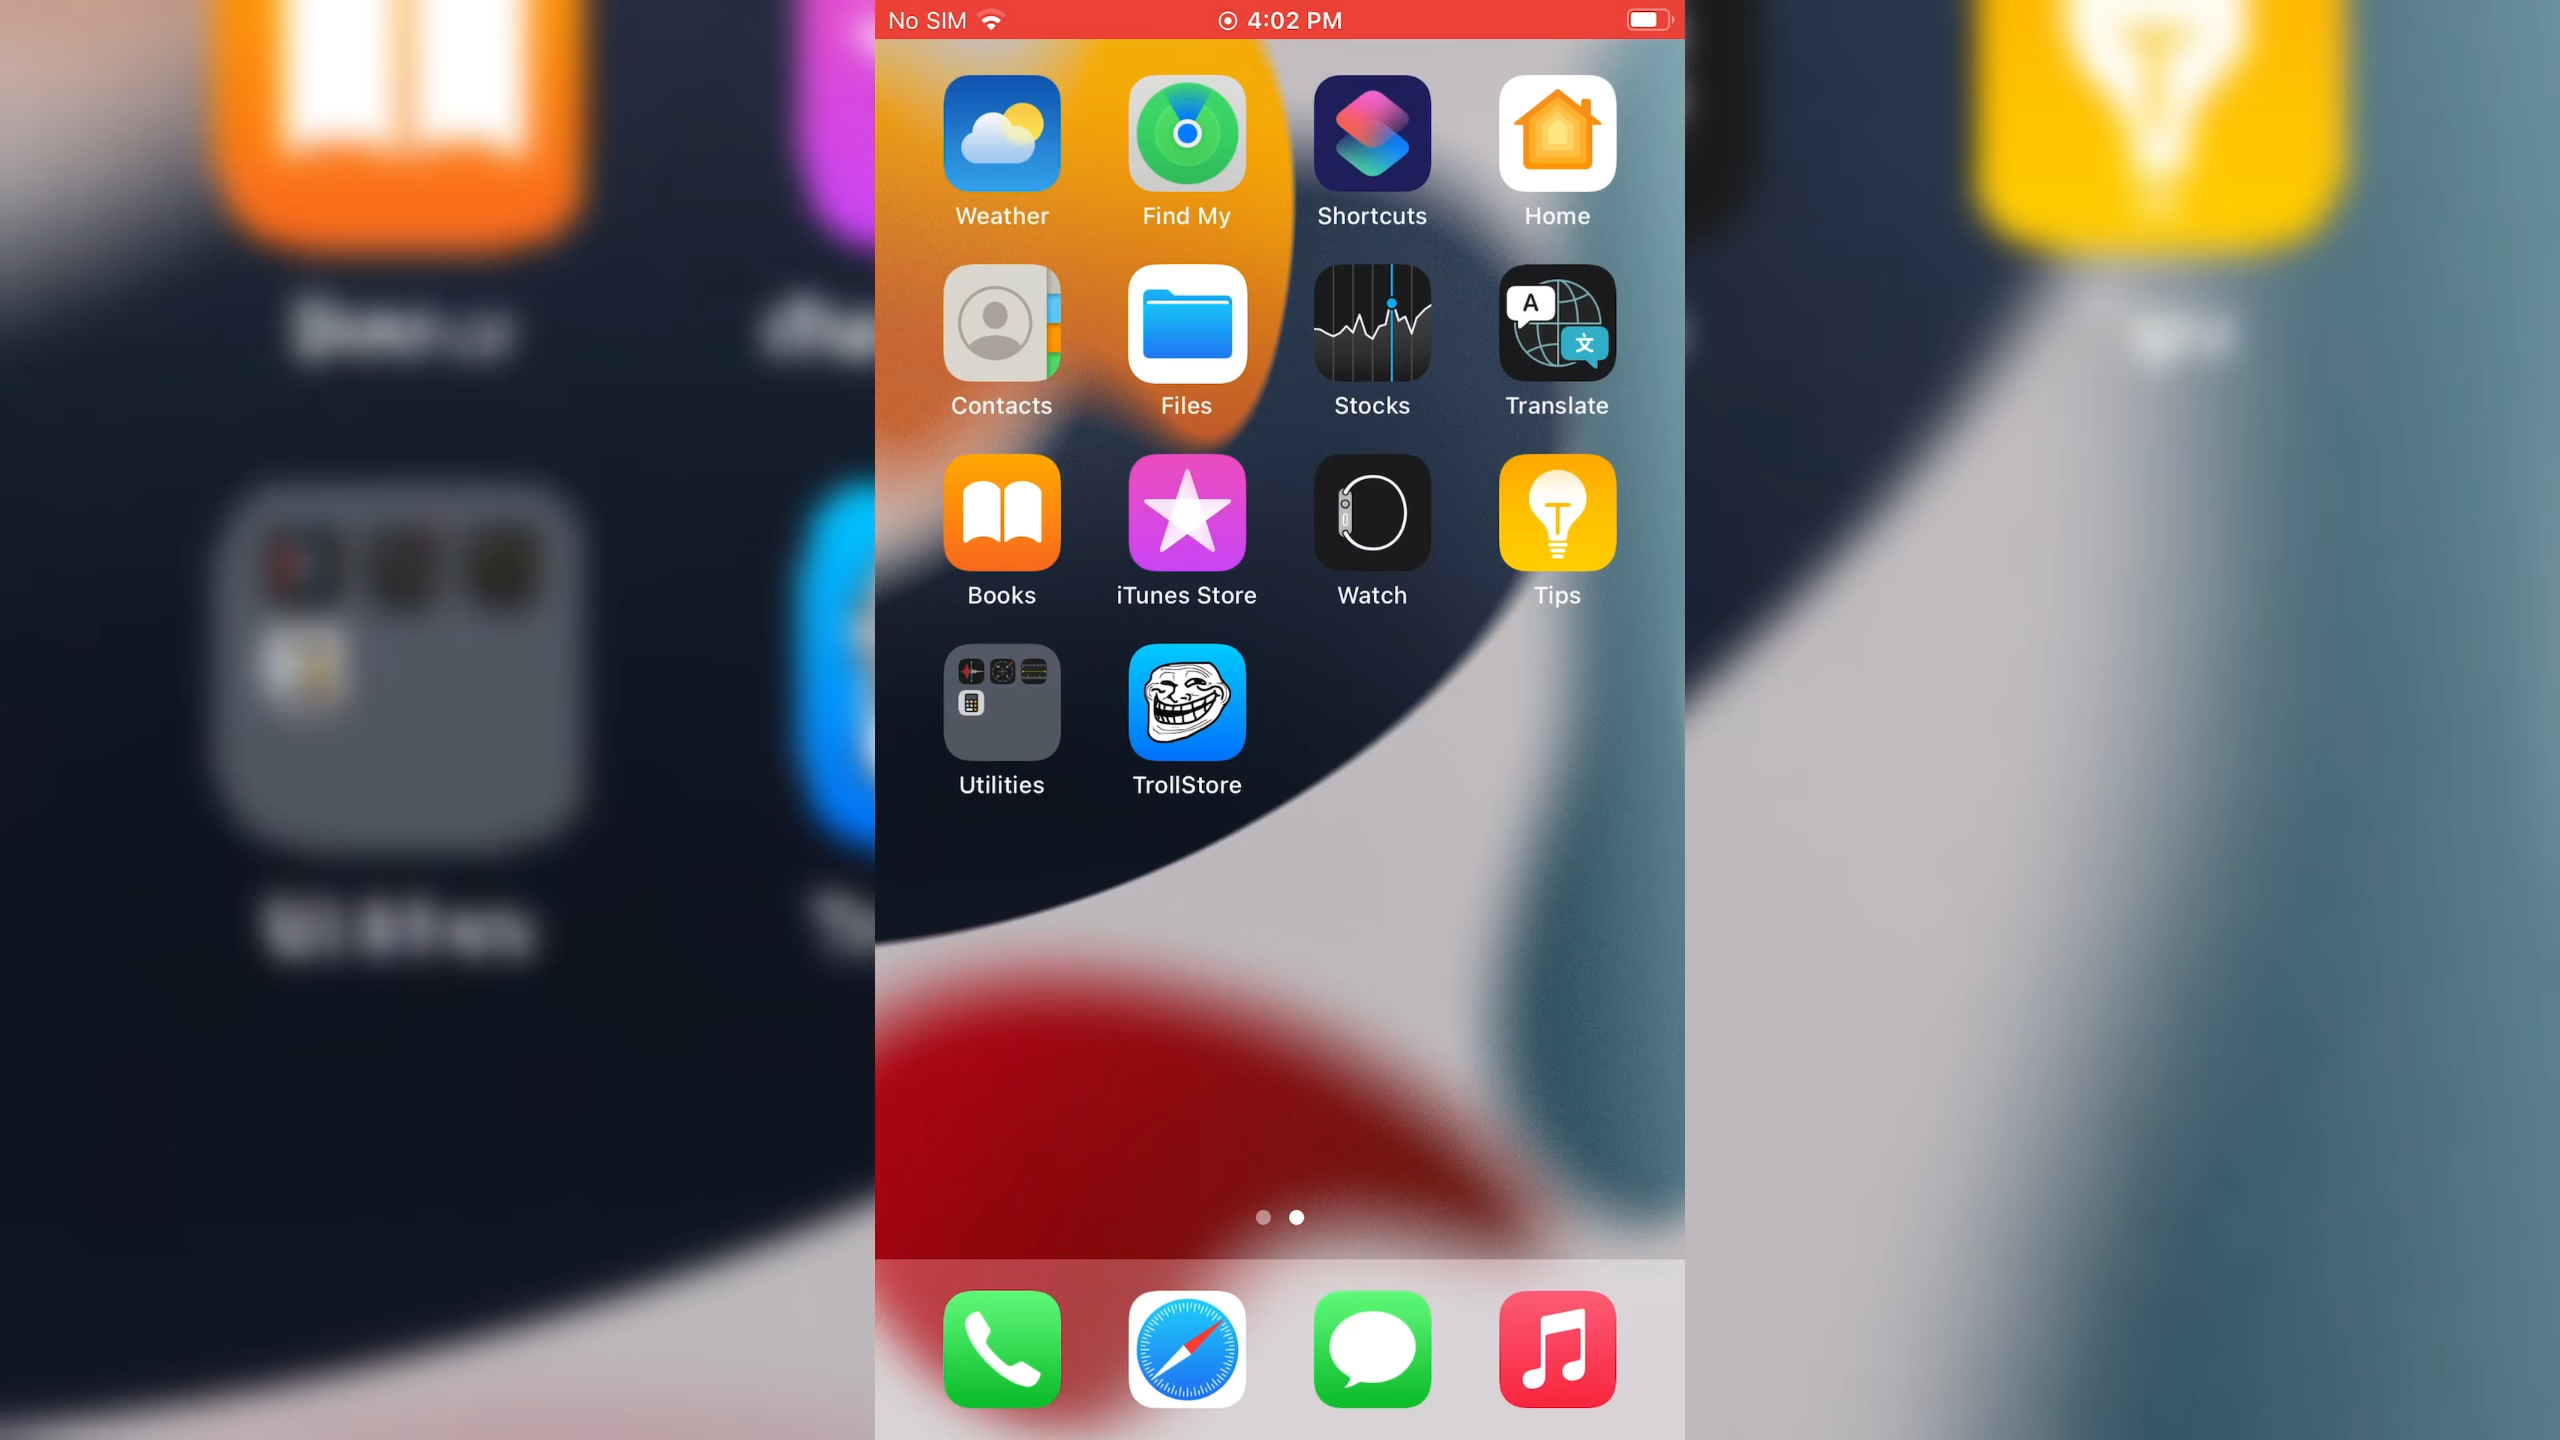 No SIM 4:02 PM
Weather Find My Shortcuts Home
A
文
Contacts Files Stocks Translate
Books iTunes Store Watch Tips
Utilities TrollStore